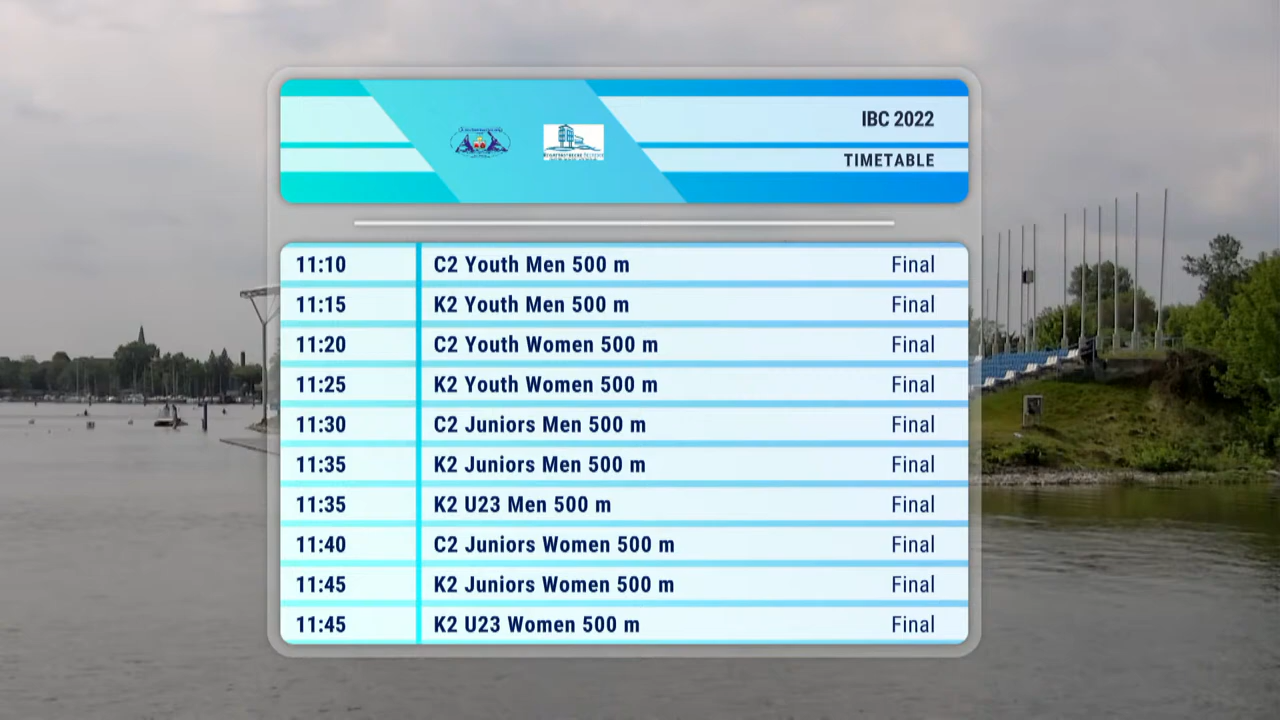 IBC 2022
TIMETABLE
11:10 C2 Youth Men 500 m Final
11:15 K2 Youth Men 500 m Final
11:20 C2 Youth Women 500 m Final
11:25 K2 Youth Women 500 m Final
11:30 C2 Juniors Men 500 m Final
11:35 K2 Juniors Men 500 m Final
11:35 K2 U23 Men 500 m Final
11:40 C2 Juniors Women 500 m Final
11:45 K2 Juniors Women 500 m Final
11:45 K2 U23 Women 500 m Final